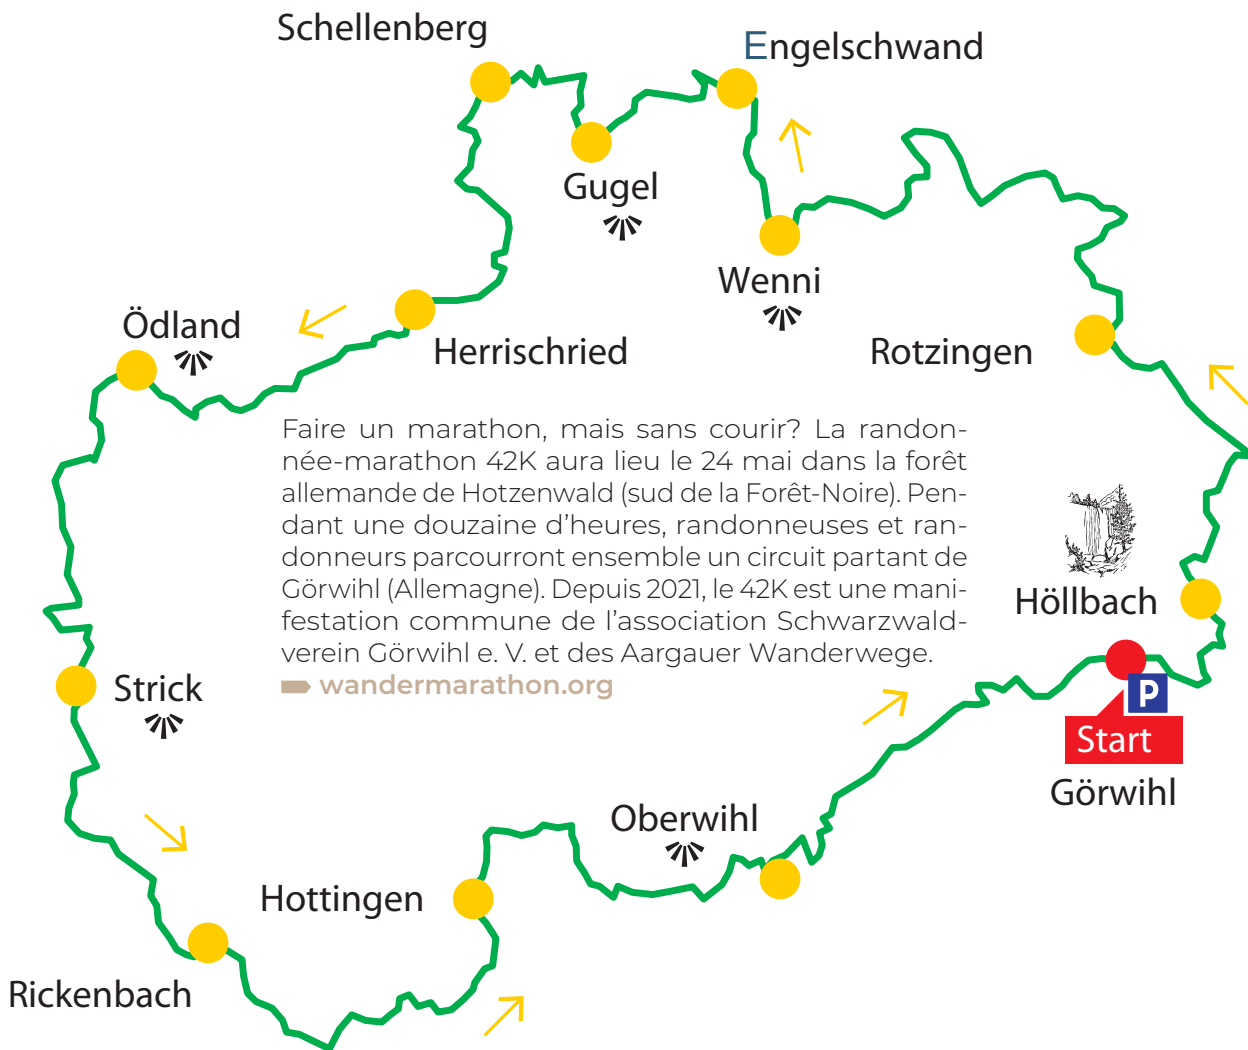 Schellenberg
Engelschwand
Gugel
Wenni
Ödland
Herrischried
Rotzingen
Faire un marathon, mais sans courir? La randon-
née-marathon 42K aura lieu le 24 mai dans la forêt
allemande de Hotzenwald (sud de la Forêt-Noire). Pen-
dant une douzaine d’heures, randonneuses et ran-
donneurs parcourront ensemble un circuit partant de
Görwihl (Allemagne). Depuis 2021, le 42K est une mani-
festation commune de l’association Schwarzwald-
verein Görwihl e. V. et des Aargauer Wanderwege.
wandermarathon.org
Höllbach
Strick
P
Start
Görwihl
Oberwihl
Hottingen
Rickenbach